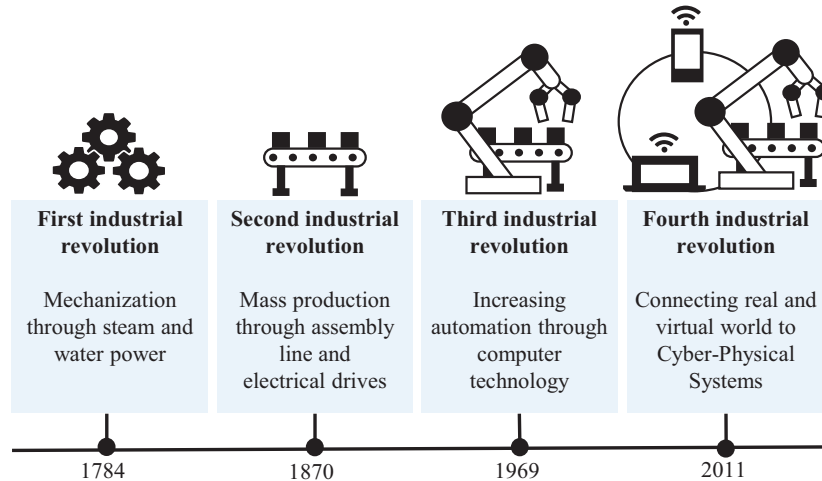 First industrial
revolution
Mechanization
through steam and
water power
Second industrial
revolution
Mass production
through assembly
line and
electrical drives
Third industrial
revolution
Increasing
automation through
computer
technology
Fourth industrial
revolution
Connecting real and
virtual world to
Cyber-Physical
Systems
1784
1870
1969
2011